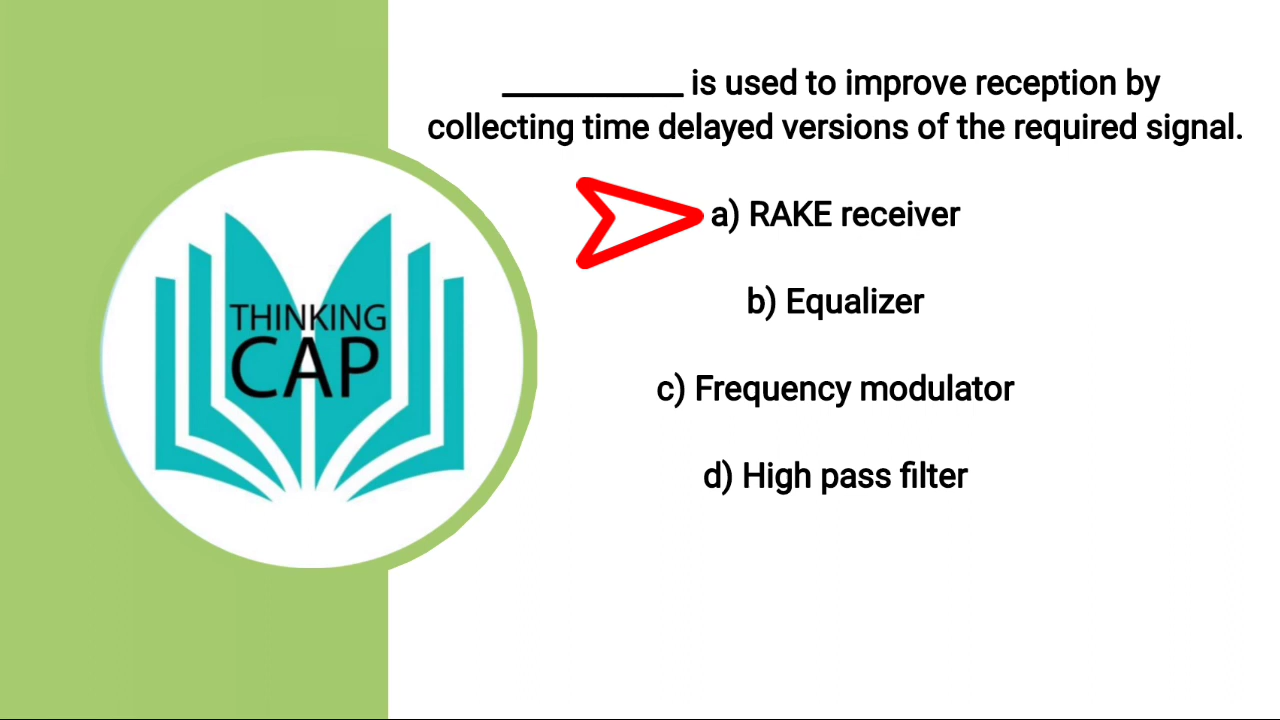 THINKING
CAP
____________ is used to improve reception by
collecting time delayed versions of the required signal.
a) RAKE receiver
b) Equalizer
c) Frequency modulator
d) High pass filter